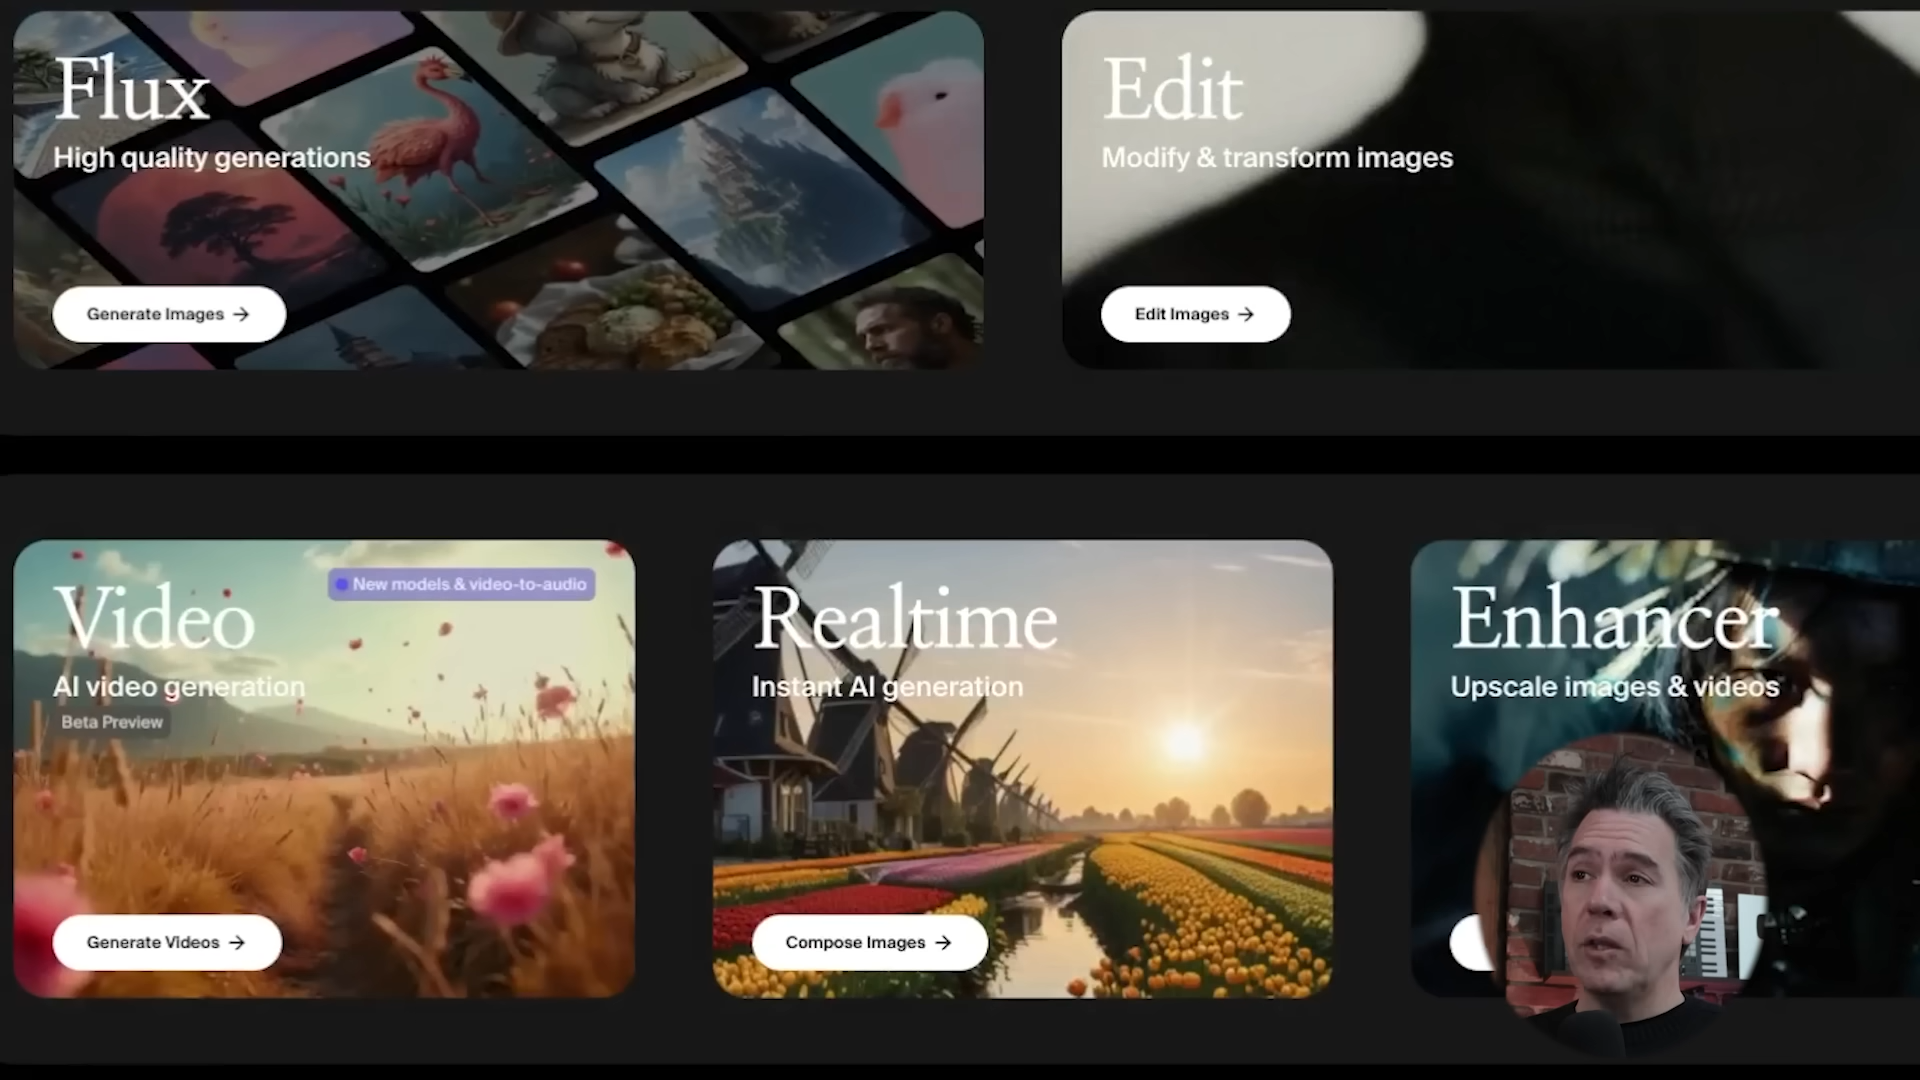 Flux
High quality generations
Generate Images →
Edit
Modify & transform images
Edit Images →
Video
New models & video-to-audio
AI video generation
Beta Preview
Generate Videos →
Realtime
Instant AI generation
Compose Images →
Enhancer
Upscale images & videos